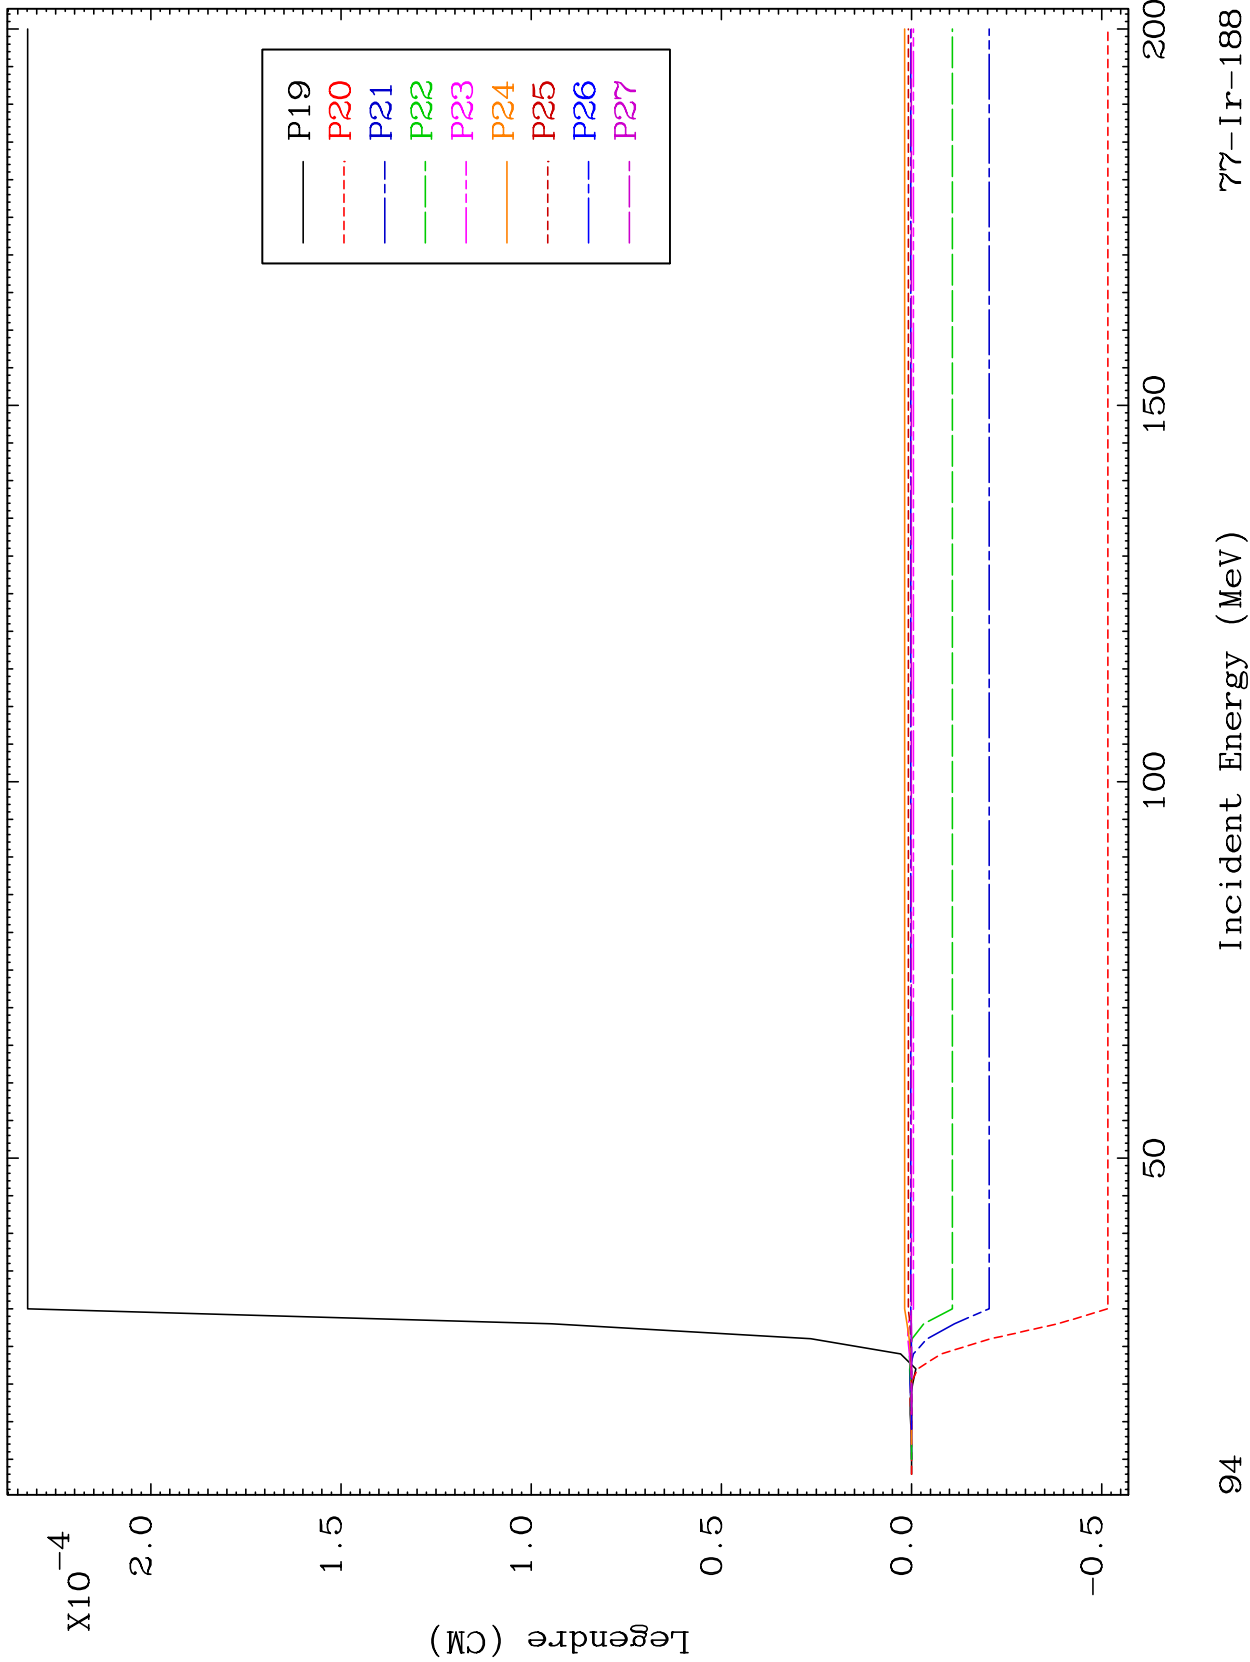 X10-4
2.0
1.5
1.0
0.5
0.0
-0.5
Legendre (CM)
P19
P20
P21
P22
P23
P24
P25
P26
P27
50
100
150
200
Incident Energy (MeV)
94
77-Ir-188